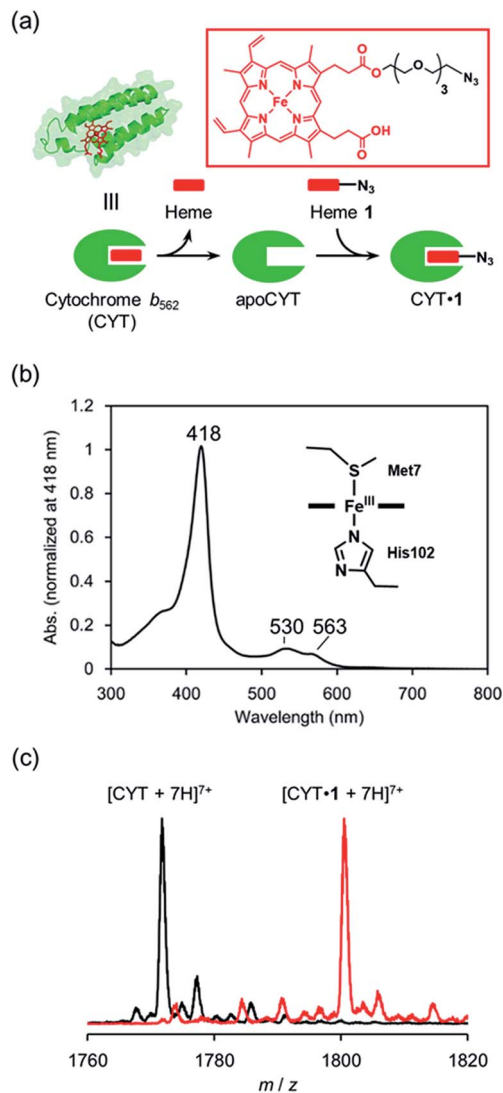 (a)
O
O
O
3
N3
O
OH
N
N
N
N
Fe
III
Heme
Heme 1
N3
Cytochrome b562
(CYT)
apoCYT
CYT•1
N3
(b)
Abs. (normalized at 418 nm)
1.2
1
0.8
0.6
0.4
0.2
0
418
530
563
S
Met7
FeIII
N
N
H
His102
300
400
500
600
700
800
Wavelength (nm)
(c)
[CYT + 7H]7+
[CYT•1 + 7H]7+
1760
1780
1800
1820
m / z